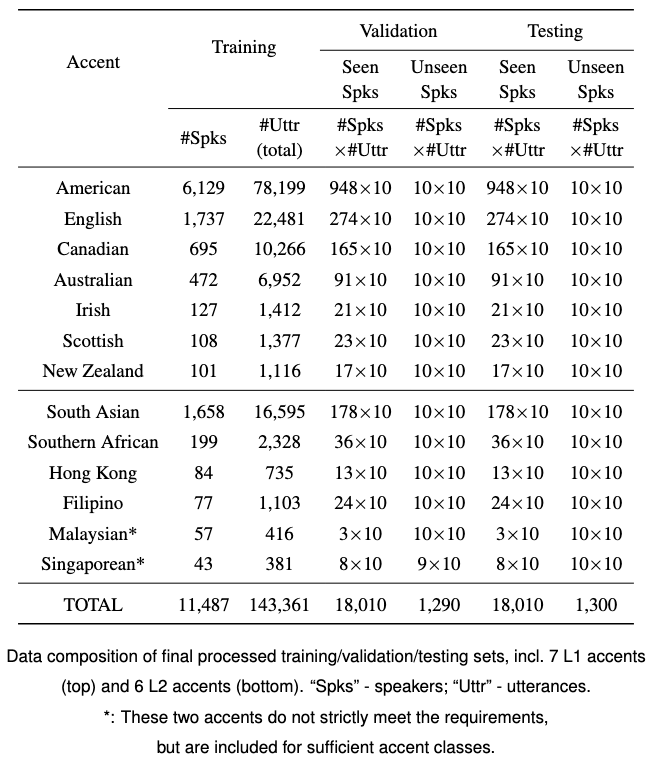 Accent Training Validation Testing
Seen Spks Unseen Spks Seen Spks Unseen Spks
#Spks #Uttr (total) #Spks ×#Uttr #Spks ×#Uttr #Spks ×#Uttr #Spks ×#Uttr
American 6,129 78,199 948×10 10×10 948×10 10×10
English 1,737 22,481 274×10 10×10 274×10 10×10
Canadian 695 10,266 165×10 10×10 165×10 10×10
Australian 472 6,952 91×10 10×10 91×10 10×10
Irish 127 1,412 21×10 10×10 21×10 10×10
Scottish 108 1,377 23×10 10×10 23×10 10×10
New Zealand 101 1,116 17×10 10×10 17×10 10×10
South Asian 1,658 16,595 178×10 10×10 178×10 10×10
Southern African 199 2,328 36×10 10×10 36×10 10×10
Hong Kong 84 735 13×10 10×10 13×10 10×10
Filipino 77 1,103 24×10 10×10 24×10 10×10
Malaysian* 57 416 3×10 10×10 3×10 10×10
Singaporean* 43 381 8×10 9×10 8×10 10×10
TOTAL 11,487 143,361 18,010 1,290 18,010 1,300
Data composition of final processed training/validation/testing sets, incl. 7 L1 accents
(top) and 6 L2 accents (bottom). “Spks” - speakers; “Uttr” - utterances.
*: These two accents do not strictly meet the requirements,
but are included for sufficient accent classes.